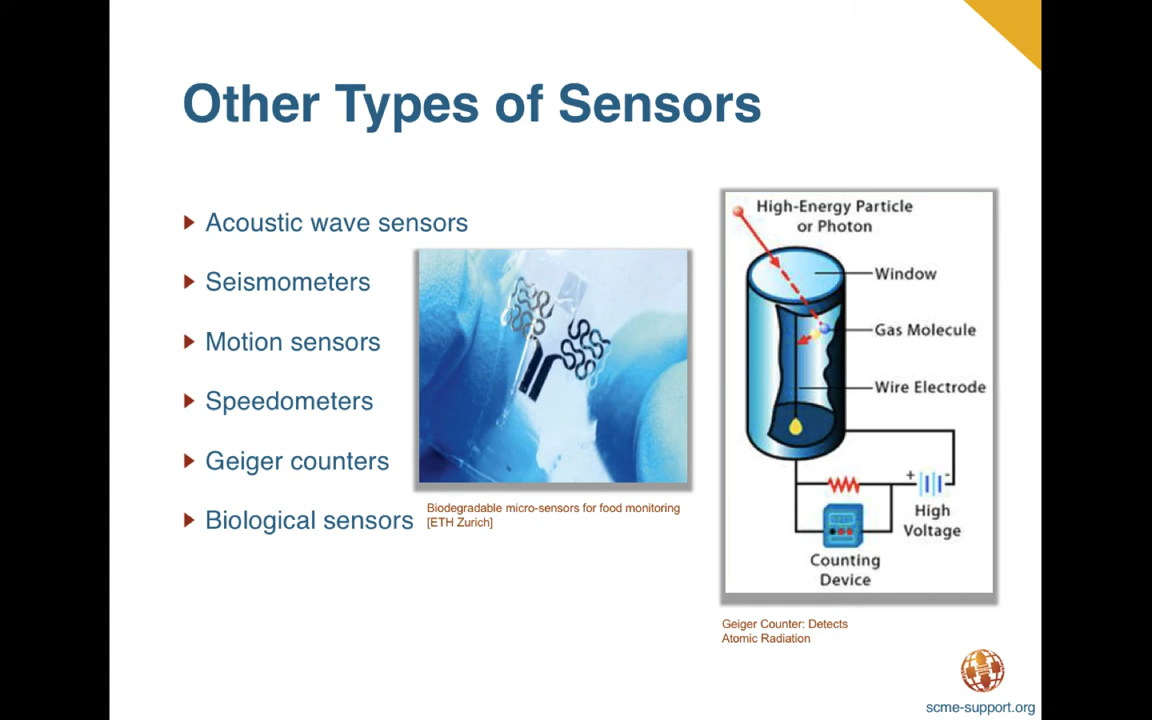 Other Types of Sensors
Acoustic wave sensors
Seismometers
Motion sensors
Speedometers
Geiger counters
Biological sensors
Biodegradable micro-sensors for food monitoring
[ETH Zurich]
High-Energy Particle
or Photon
Window
Gas Molecule
Wire Electrode
+ -
High
Voltage
Counting
Device
Geiger Counter: Detects
Atomic Radiation
scme-support.org